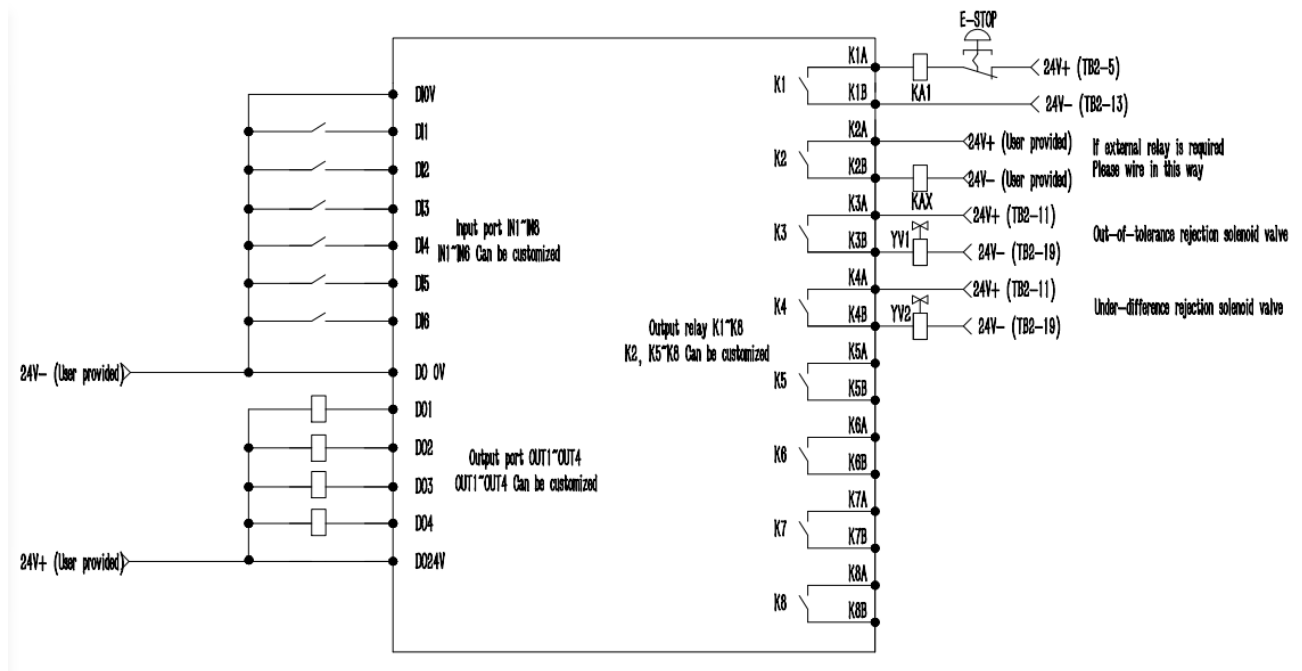 E-STOP
K1A
24V+ (TB2-5)
K1
KA1
K1B
24V- (TB2-13)
K2A
24V+ (User provided)
If external relay is required
K2
Please wire in this way
K2B
24V- (User provided)
KAX
K3A
24V+ (TB2-11)
K3
YV1
Out-of-tolerance rejection solenoid valve
K3B
24V- (TB2-19)
K4A
24V+ (TB2-11)
K4
YV2
Under-difference rejection solenoid valve
K4B
24V- (TB2-19)
K5A
K5
K5B
K6A
K6
K6B
K7A
K7
K7B
K8A
K8
K8B
Output relay K1~K8
K2, K5~K8 Can be customized
DI0V
DI1
DI2
DI3
DI4
DI5
DI6
Input port IN1~IN8
IN1~IN6 Can be customized
24V- (User provided)
DO 0V
DO1
DO2
DO3
DO4
DO24V
Output port OUT1~OUT4
OUT1~OUT4 Can be customized
24V+ (User provided)